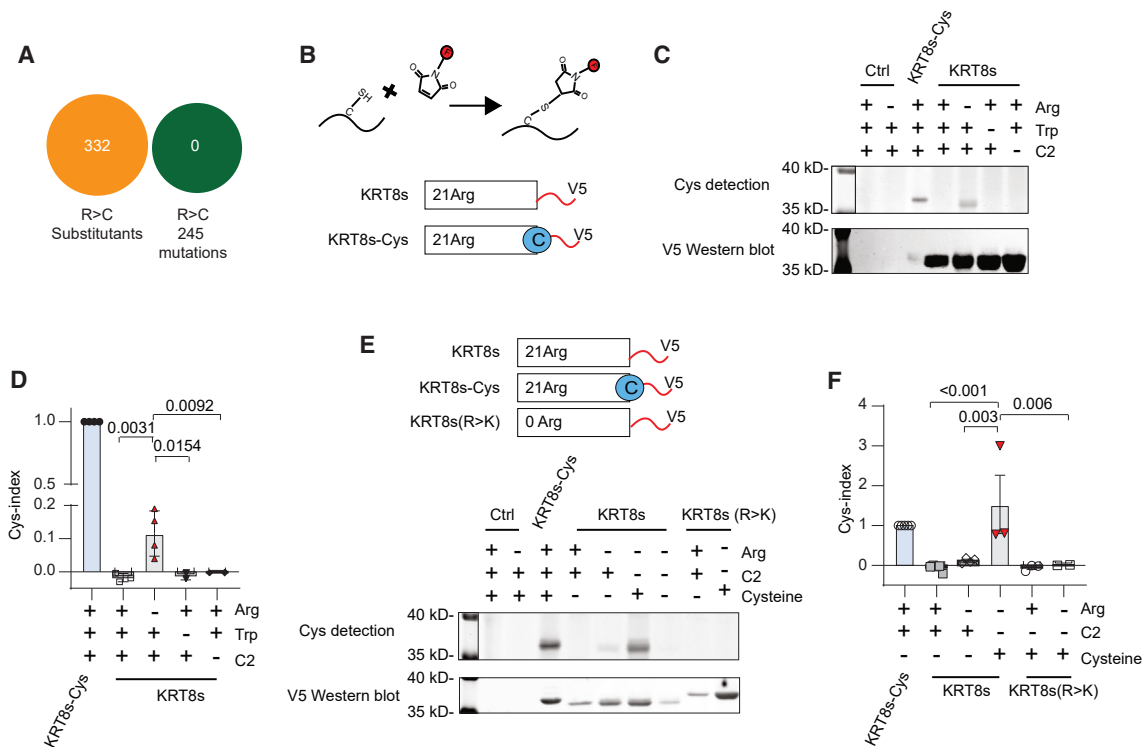 A
332
0
R>C
Substitutants
R>C
245
mutations
B
SH
C
N
O
O
S
C
N
O
O
KRT8s
21Arg
V5
KRT8s-Cys
21Arg
C
V5
C
Ctrl
KRT8s-Cys
KRT8s
+ - + + - + + Arg
+ + + + + - + Trp
+ + + + + + - C2
Cys detection
40 kD-
35 kD-
V5 Western blot
40 kD-
35 kD-
D
Cys-index
1.0
0.5
0.2
0.1
0.0
0.0092
0.0031
0.0154
+ + - + + Arg
+ + + - + Trp
+ + + + - C2
KRT8s-Cys
KRT8s
E
KRT8s
21Arg
V5
KRT8s-Cys
21Arg
C
V5
KRT8s(R>K)
0 Arg
V5
Ctrl
KRT8s-Cys
KRT8s
KRT8s (R>K)
+ - + + - - - + - Arg
+ + + + + - - + - C2
+ + + - - + - - + Cysteine
Cys detection
40 kD-
35 kD-
V5 Western blot
40 kD-
35 kD-
F
Cys-index
4
3
2
1
0
<0.001
0.003
0.006
+ + - - + - Arg
+ + + - + - C2
- - - + - + Cysteine
KRT8s-Cys
KRT8s
KRT8s(R>K)